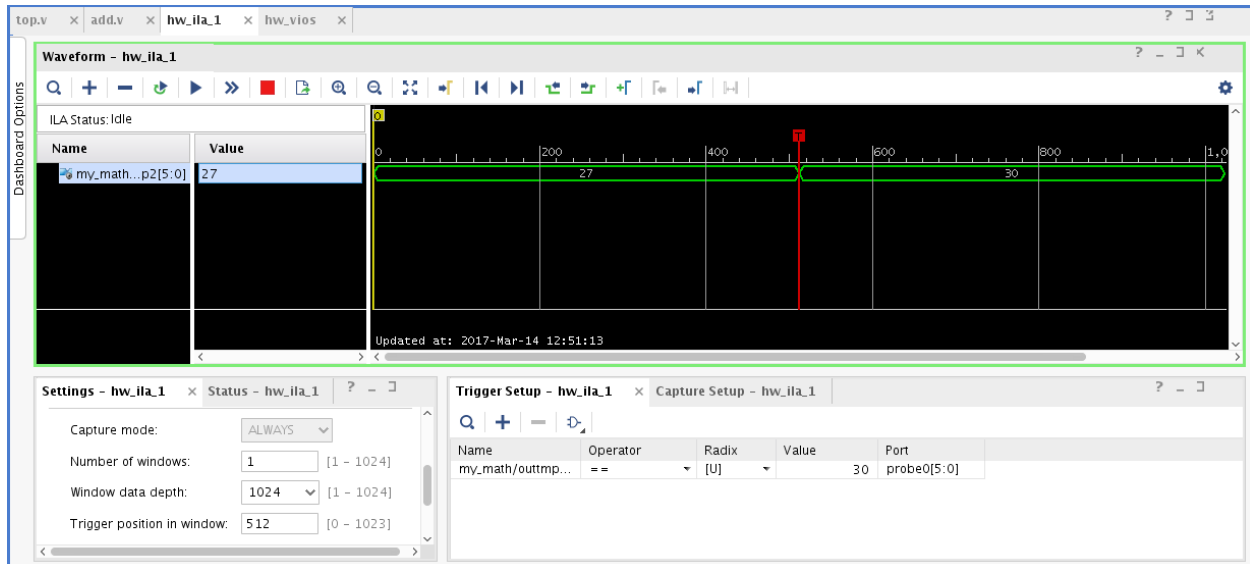 top.v × add.v × hw_ila_1 × hw_vios ×
Dashboard Options
Waveform - hw_ila_1
ILA Status: Idle
Name Value
my_math...p2[5:0] 27
0
T
0 200 400 600 800 1,0
27 30
Updated at: 2017-Mar-14 12:51:13
Settings - hw_ila_1 × Status - hw_ila_1
Capture mode: ALWAYS
Number of windows: 1 [1 - 1024]
Window data depth: 1024 [1 - 1024]
Trigger position in window: 512 [0 - 1023]
Trigger Setup - hw_ila_1 × Capture Setup - hw_ila_1
Name Operator Radix Value Port
my_math/outtmp... == [U] 30 probe0[5:0]